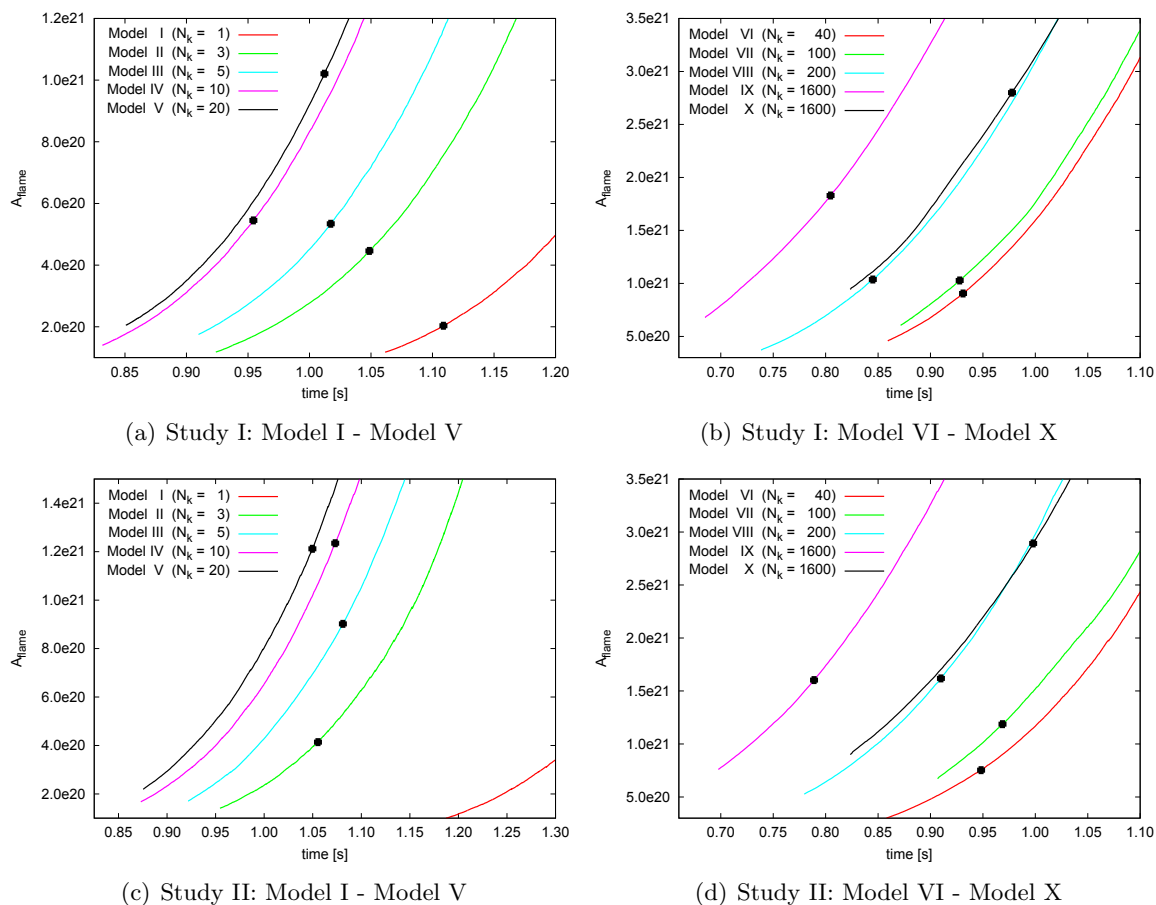 1.2e21
1.0e21
8.0e20
6.0e20
4.0e20
2.0e20
A_flame
Model I (N_k = 1)
Model II (N_k = 3)
Model III (N_k = 5)
Model IV (N_k = 10)
Model V (N_k = 20)
0.85 0.90 0.95 1.00 1.05 1.10 1.15 1.20
time [s]
(a) Study I: Model I - Model V
3.5e21
3.0e21
2.5e21
2.0e21
1.5e21
1.0e21
5.0e20
A_flame
Model VI (N_k = 40)
Model VII (N_k = 100)
Model VIII (N_k = 200)
Model IX (N_k = 1600)
Model X (N_k = 1600)
0.70 0.75 0.80 0.85 0.90 0.95 1.00 1.05 1.10
time [s]
(b) Study I: Model VI - Model X
1.4e21
1.2e21
1.0e21
8.0e20
6.0e20
4.0e20
2.0e20
A_flame
Model I (N_k = 1)
Model II (N_k = 3)
Model III (N_k = 5)
Model IV (N_k = 10)
Model V (N_k = 20)
0.85 0.90 0.95 1.00 1.05 1.10 1.15 1.20 1.25 1.30
time [s]
(c) Study II: Model I - Model V
3.5e21
3.0e21
2.5e21
2.0e21
1.5e21
1.0e21
5.0e20
A_flame
Model VI (N_k = 40)
Model VII (N_k = 100)
Model VIII (N_k = 200)
Model IX (N_k = 1600)
Model X (N_k = 1600)
0.70 0.75 0.80 0.85 0.90 0.95 1.00 1.05 1.10
time [s]
(d) Study II: Model VI - Model X